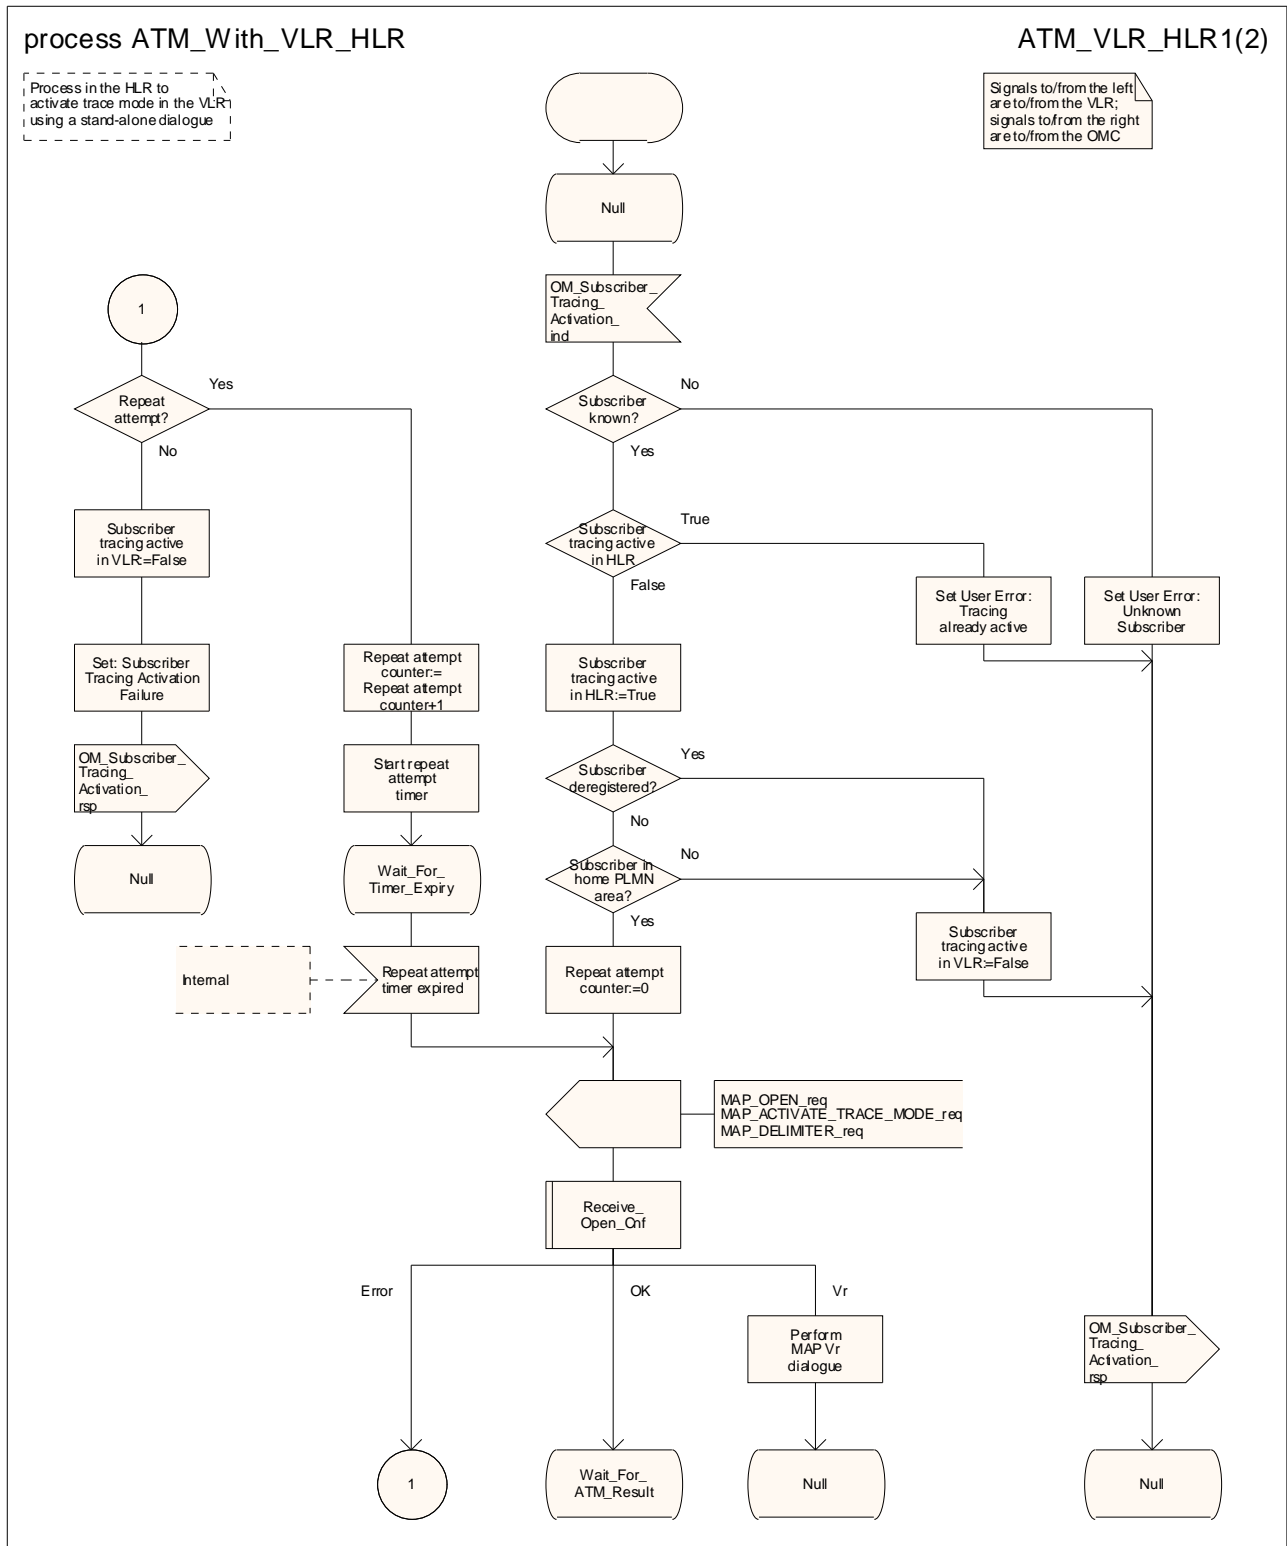 process ATM_With_VLR_HLR
ATM_VLR_HLR1(2)
Process in the HLR to
activate trace mode in the VLR
using a stand-alone dialogue
Signals to/from the left
are to/from the VLR;
signals to/from the right
are to/from the OMC
Null
OM_Subscriber_
Tracing_
Activation_
ind
1
Repeat
attempt?
Yes
No
Subscriber
known?
No
Yes
Subscriber
tracing active
in VLR:=False
Subscriber
tracing active
in HLR
True
False
Set User Error:
Tracing
already active
Set User Error:
Unknown
Subscriber
Set: Subscriber
Tracing Activation
Failure
Repeat attempt
counter:=
Repeat attempt
counter+1
Subscriber
tracing active
in HLR:=True
OM_Subscriber_
Tracing_
Activation_
rsp
Start repeat
attempt
timer
Subscriber
deregistered?
Yes
No
Null
Wait_For_
Timer_Expiry
Subscriber in
home PLMN
area?
No
Yes
Subscriber
tracing active
in VLR:=False
Internal
Repeat attempt
timer expired
Repeat attempt
counter:=0
MAP_OPEN_req
MAP_ACTIVATE_TRACE_MODE_req
MAP_DELIMITER_req
Receive_
Open_Cnf
Error
OK
Vr
Perform
MAP Vr
dialogue
OM_Subscriber_
Tracing_
Activation_
rsp
1
Wait_For_
ATM_Result
Null
Null